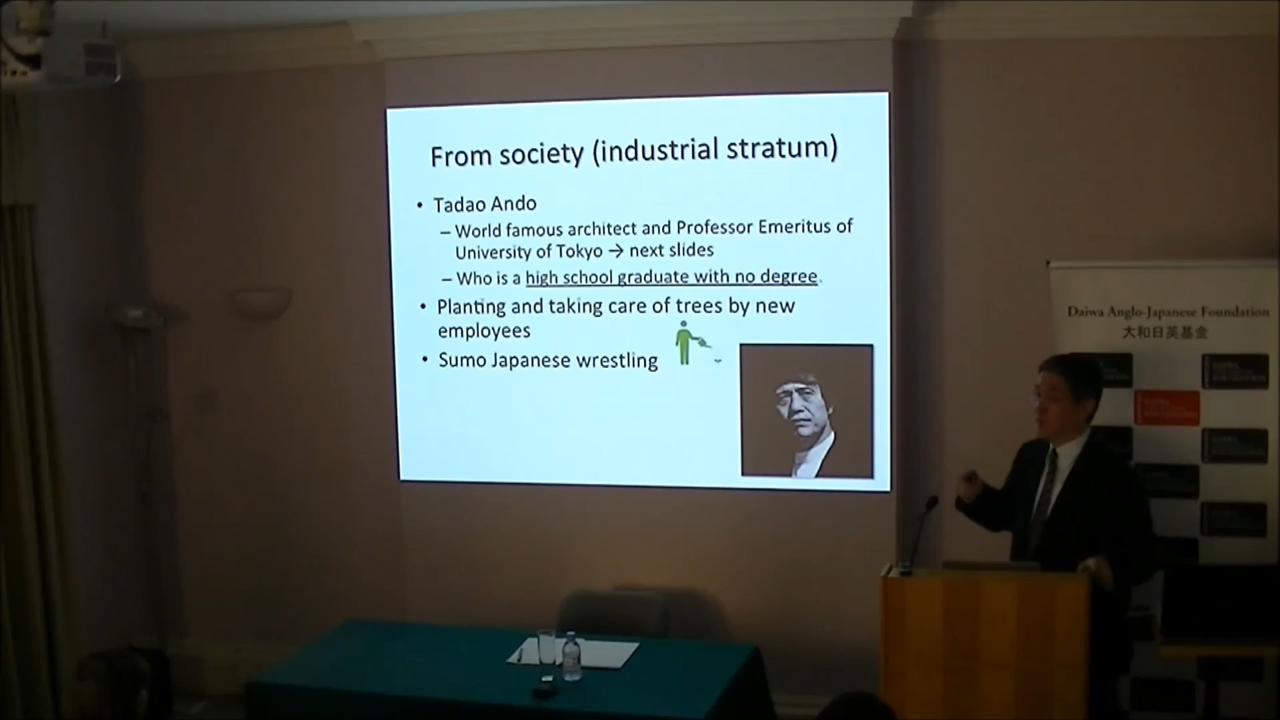 From society (industrial stratum)
• Tadao Ando
– World famous architect and Professor Emeritus of
University of Tokyo → next slides
– Who is a high school graduate with no degree.
• Planting and taking care of trees by new
employees
• Sumo Japanese wrestling
Daiwa Anglo-Japanese Foundation
大和日英基金